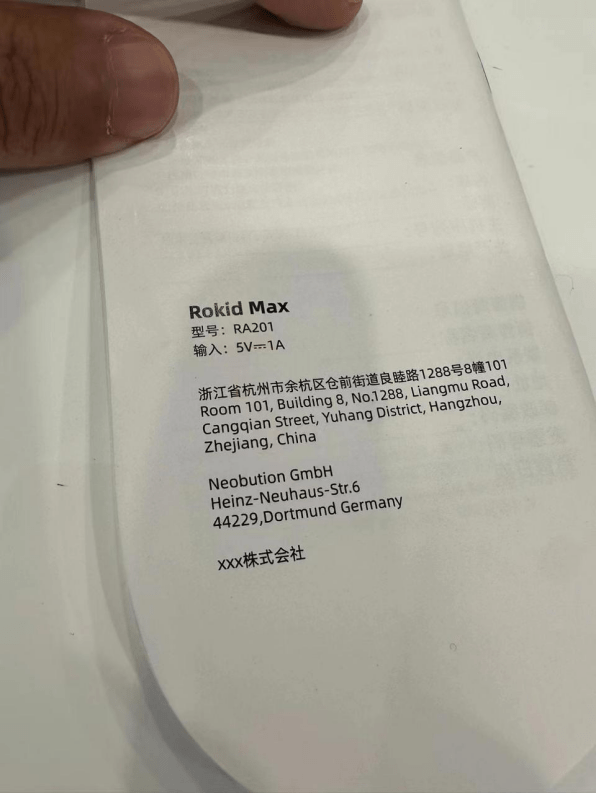 Rokid Max
型号：RA201
输入：5V⎓1A
浙江省杭州市余杭区仓前街道良睦路1288号8幢101
Room 101, Building 8, No.1288, Liangmu Road,
Cangqian Street, Yuhang District, Hangzhou,
Zhejiang, China
Neobution GmbH
Heinz-Neuhaus-Str.6
44229,Dortmund Germany
xxx株式会社